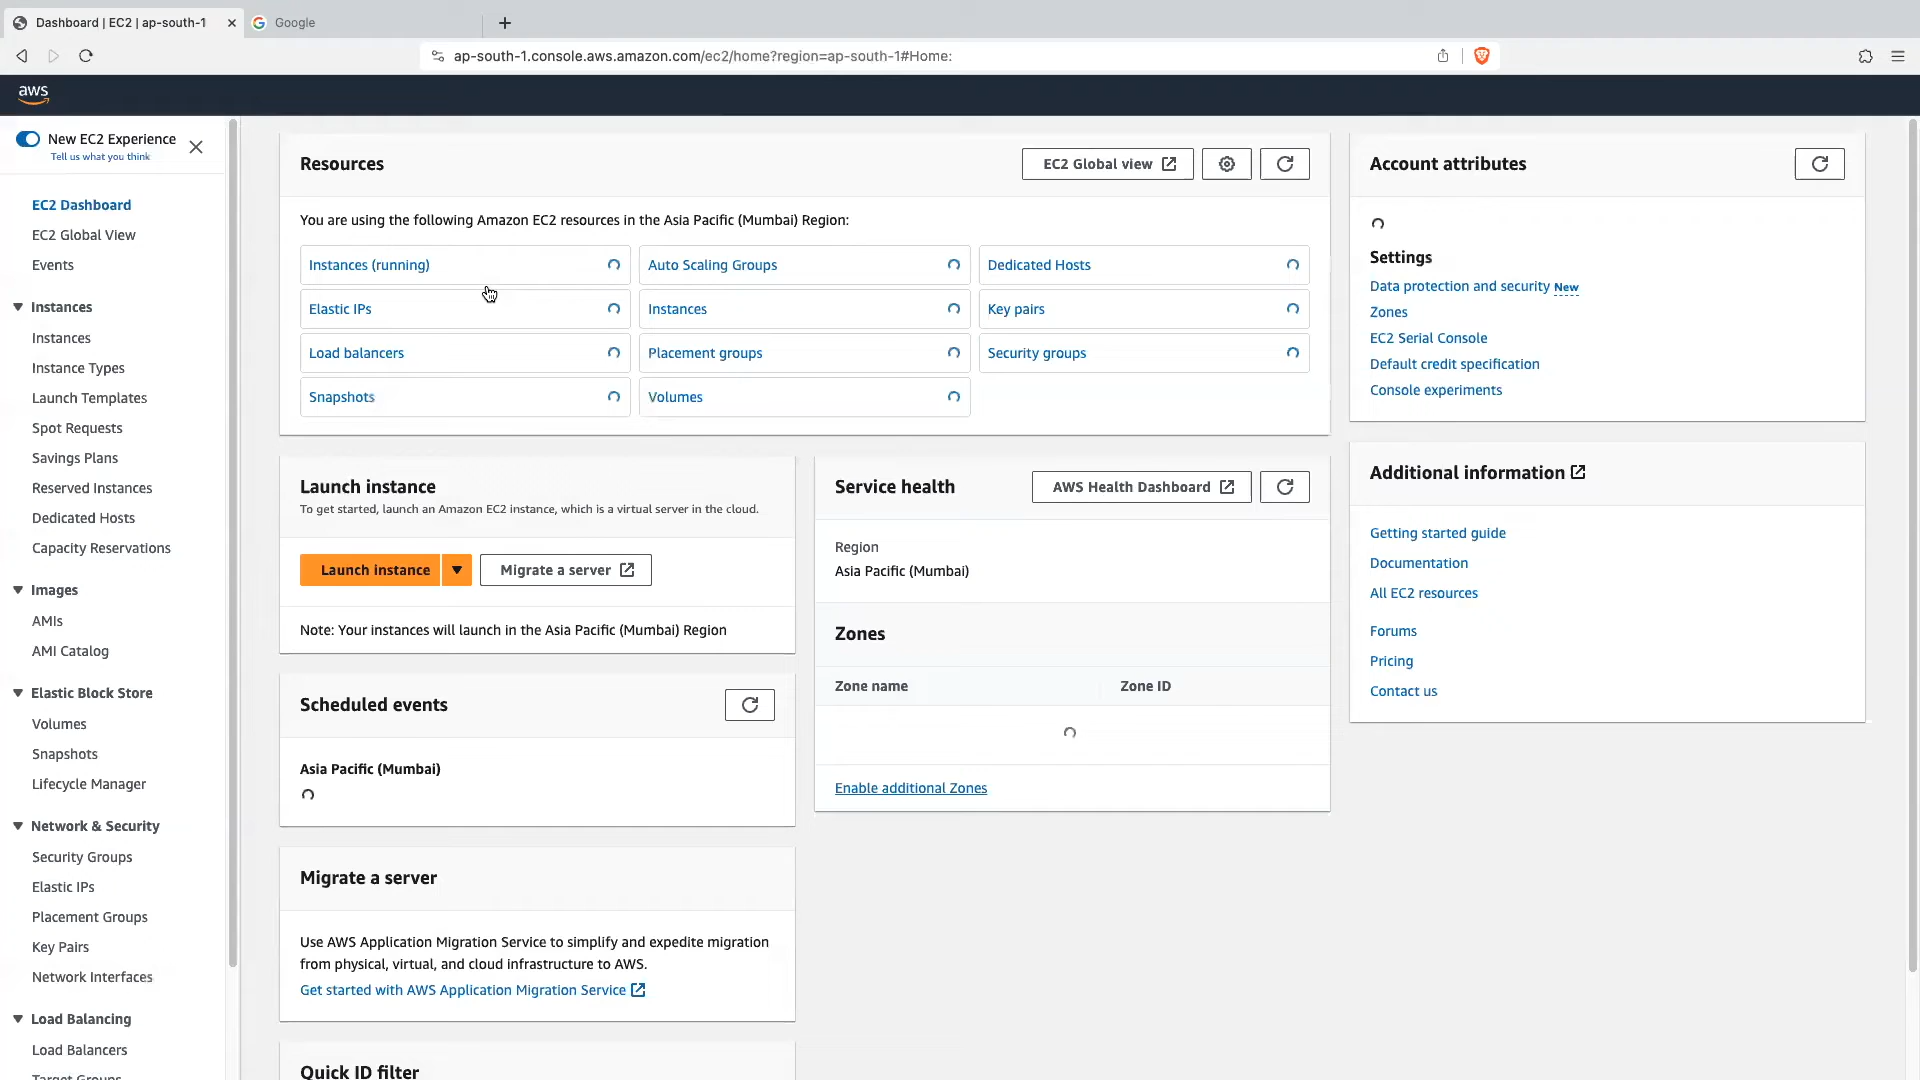 Dashboard | EC2 | ap-south-1
Google
ap-south-1.console.aws.amazon.com/ec2/home?region=ap-south-1#Home:
aws
New EC2 Experience
Tell us what you think
EC2 Dashboard
EC2 Global View
Events
Instances
Instances
Instance Types
Launch Templates
Spot Requests
Savings Plans
Reserved Instances
Dedicated Hosts
Capacity Reservations
Images
AMIs
AMI Catalog
Elastic Block Store
Volumes
Snapshots
Lifecycle Manager
Network & Security
Security Groups
Elastic IPs
Placement Groups
Key Pairs
Network Interfaces
Load Balancing
Load Balancers
Target Groups
Resources
EC2 Global view
You are using the following Amazon EC2 resources in the Asia Pacific (Mumbai) Region:
Instances (running)
Auto Scaling Groups
Dedicated Hosts
Elastic IPs
Instances
Key pairs
Load balancers
Placement groups
Security groups
Snapshots
Volumes
Launch instance
To get started, launch an Amazon EC2 instance, which is a virtual server in the cloud.
Launch instance
Migrate a server
Note: Your instances will launch in the Asia Pacific (Mumbai) Region
Scheduled events
Asia Pacific (Mumbai)
Migrate a server
Use AWS Application Migration Service to simplify and expedite migration
from physical, virtual, and cloud infrastructure to AWS.
Get started with AWS Application Migration Service
Quick ID filter
Service health
AWS Health Dashboard
Region
Asia Pacific (Mumbai)
Zones
Zone name
Zone ID
Enable additional Zones
Account attributes
Settings
Data protection and security New
Zones
EC2 Serial Console
Default credit specification
Console experiments
Additional information
Getting started guide
Documentation
All EC2 resources
Forums
Pricing
Contact us